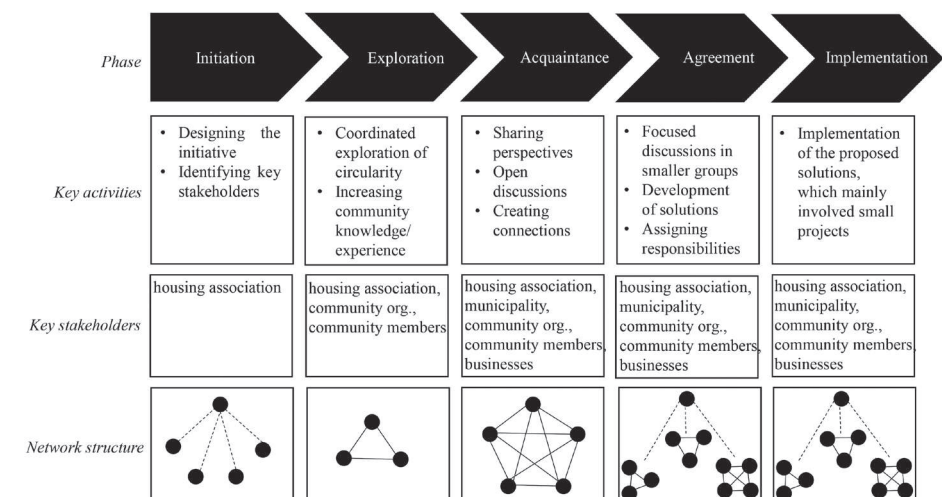 Phase
Initiation
Exploration
Acquaintance
Agreement
Implementation
Key activities
• Designing the
initiative
• Identifying key
stakeholders
• Coordinated
exploration of
circularity
• Increasing
community
knowledge/
experience
• Sharing
perspectives
• Open
discussions
• Creating
connections
• Focused
discussions in
smaller groups
• Development
of solutions
• Assigning
responsibilities
• Implementation
of the proposed
solutions,
which mainly
involved small
projects
Key stakeholders
housing association
housing association,
community org.,
community members
housing association,
municipality,
community org.,
community members,
businesses
housing association,
municipality,
community org.,
community members,
businesses
housing association,
municipality,
community org.,
community members,
businesses
Network structure